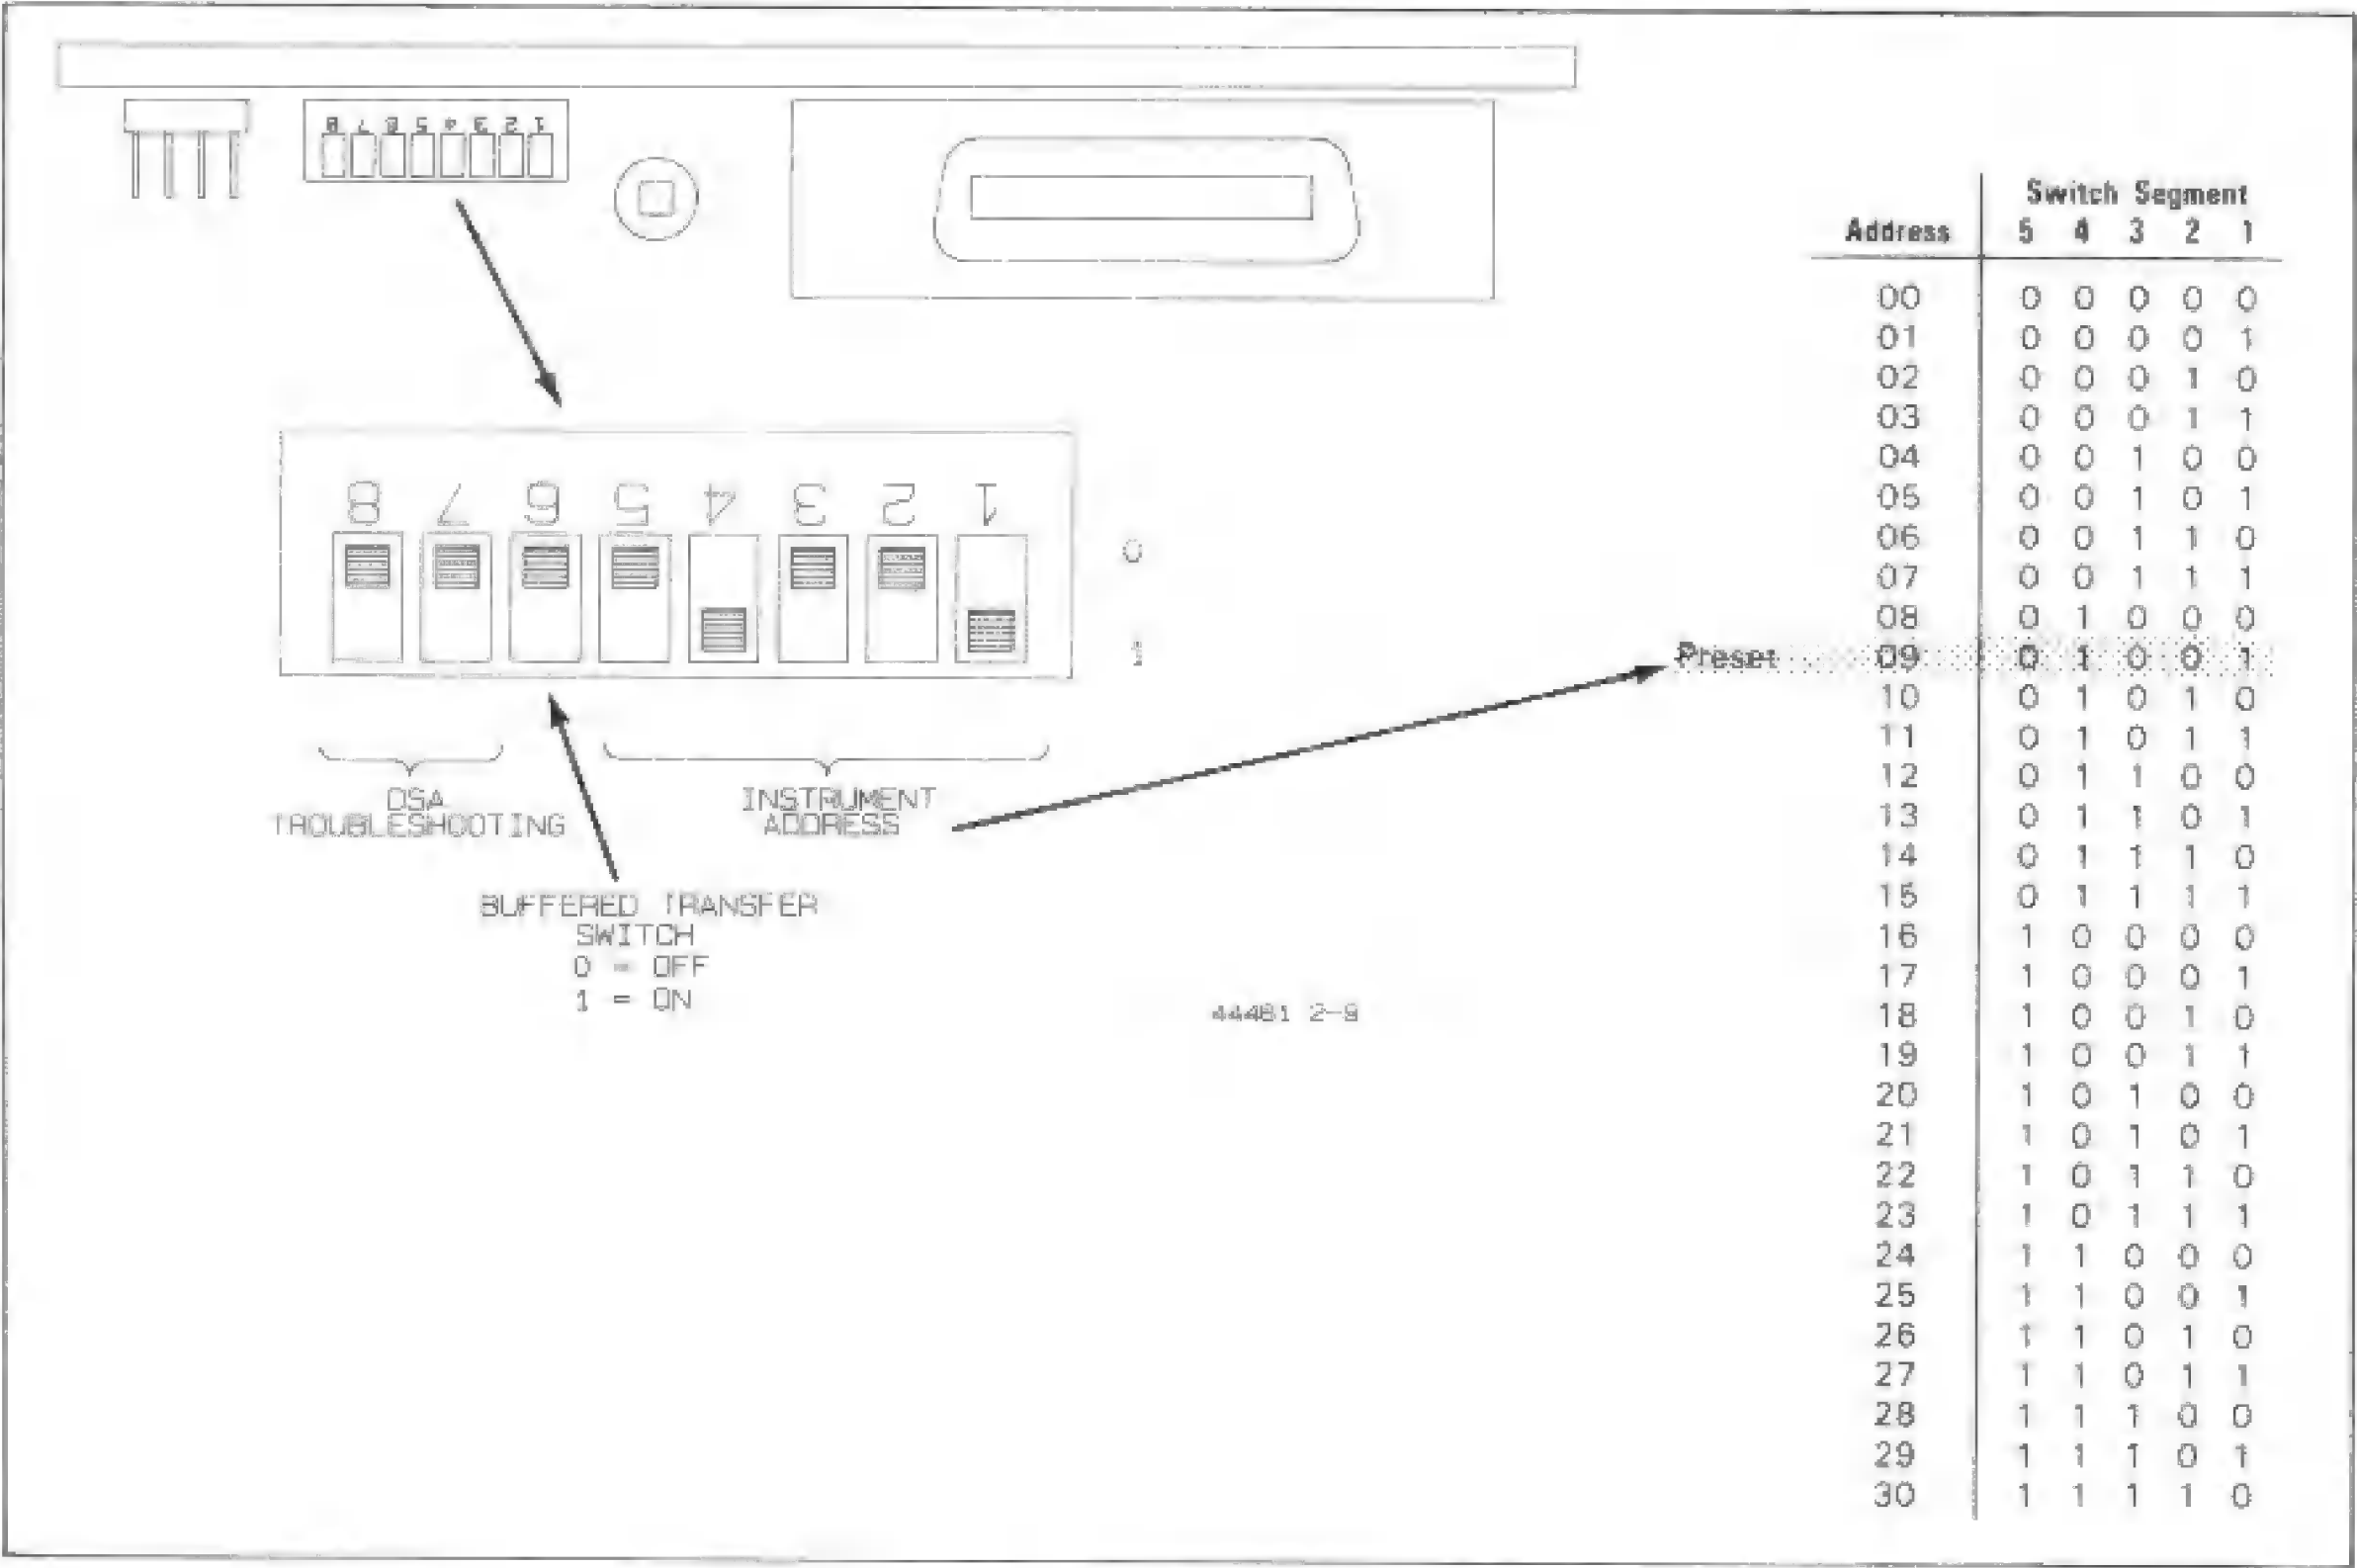 8 7 6 5 4 3 2 1
8 7 6 5 4 3 2 1
0
1
DSA
TROUBLESHOOTING
INSTRUMENT
ADDRESS
BUFFERED TRANSFER
SWITCH
0 = OFF
1 = ON
44461 2-9
Switch Segment
Address 5 4 3 2 1
00 0 0 0 0 0
01 0 0 0 0 1
02 0 0 0 1 0
03 0 0 0 1 1
04 0 0 1 0 0
05 0 0 1 0 1
06 0 0 1 1 0
07 0 0 1 1 1
08 0 1 0 0 0
Preset 09 0 1 0 0 1
10 0 1 0 1 0
11 0 1 0 1 1
12 0 1 1 0 0
13 0 1 1 0 1
14 0 1 1 1 0
15 0 1 1 1 1
16 1 0 0 0 0
17 1 0 0 0 1
18 1 0 0 1 0
19 1 0 0 1 1
20 1 0 1 0 0
21 1 0 1 0 1
22 1 0 1 1 0
23 1 0 1 1 1
24 1 1 0 0 0
25 1 1 0 0 1
26 1 1 0 1 0
27 1 1 0 1 1
28 1 1 1 0 0
29 1 1 1 0 1
30 1 1 1 1 0